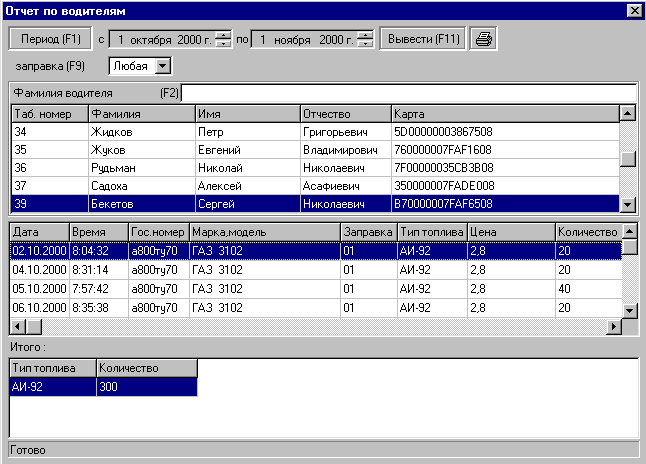 Отчет по водителям
Период (F1) с 1 октября 2000 г. по 1 ноября 2000 г. Вывести (F11)
заправка (F9) Любая
Фамилия водителя (F2)
Таб. номер Фамилия Имя Отчество Карта
34 Жидков Петр Григорьевич 5D00000003867508
35 Жуков Евгений Владимирович 760000007FAF1608
36 Рудьман Николай Николаевич 7F00000035CB3B08
37 Садоха Алексей Асафиевич 350000007FADE008
39 Бекетов Сергей Николаевич B70000007FAF6508
Дата Время Гос.номер Марка,модель Заправка Тип топлива Цена Количество
02.10.2000 8:04:32 а800ту70 ГАЗ 3102 01 АИ-92 2,8 20
04.10.2000 8:31:14 а800ту70 ГАЗ 3102 01 АИ-92 2,8 20
05.10.2000 7:57:42 а800ту70 ГАЗ 3102 01 АИ-92 2,8 40
06.10.2000 8:35:38 а800ту70 ГАЗ 3102 01 АИ-92 2,8 20
Итого :
Тип топлива Количество
АИ-92 300
Готово